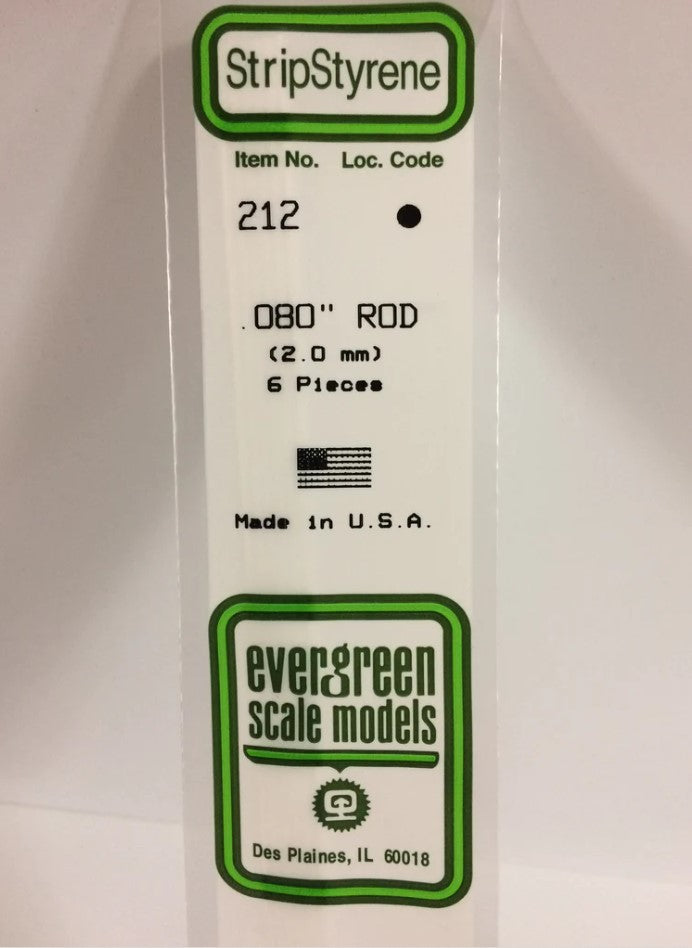 StripStyrene
Item No. Loc. Code
212
.080" ROD
(2.0 mm)
6 Pieces
Made in U.S.A.
evergreen
scale models
Des Plaines, IL 60018